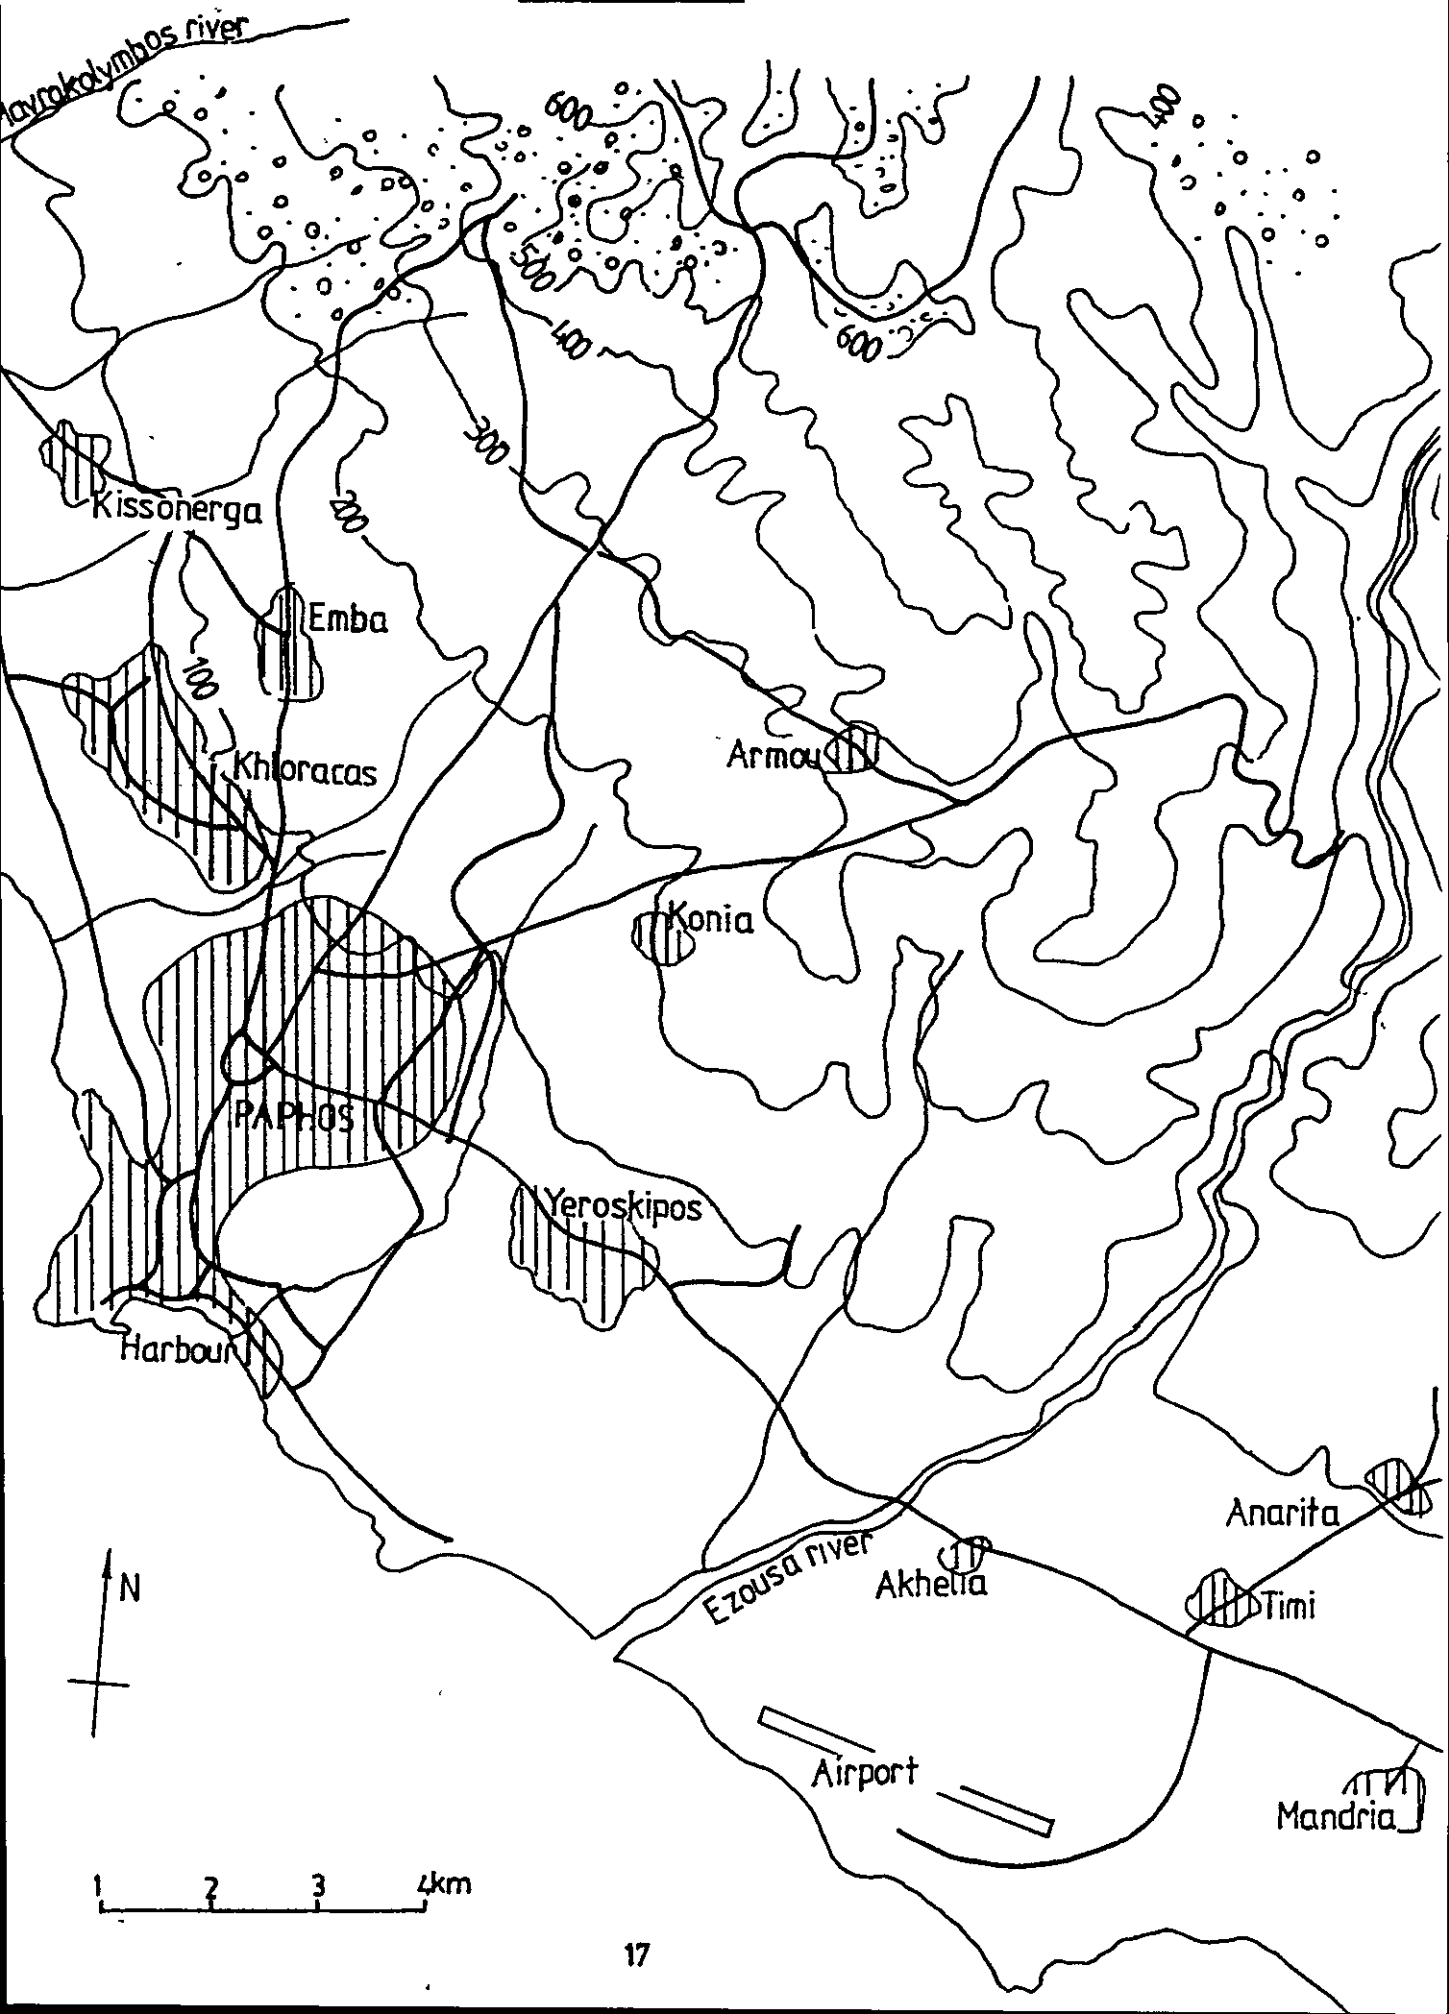 Mavrokolymbos river
600
400
500
400
600
300
Kissonerga
200
Emba
100
Khloracas
Armou
Konia
PAPHOS
Yeroskipos
Harbour
Anarita
Ezousa river
Akhelia
Timi
N
Airport
Mandria
1 2 3 4km
17